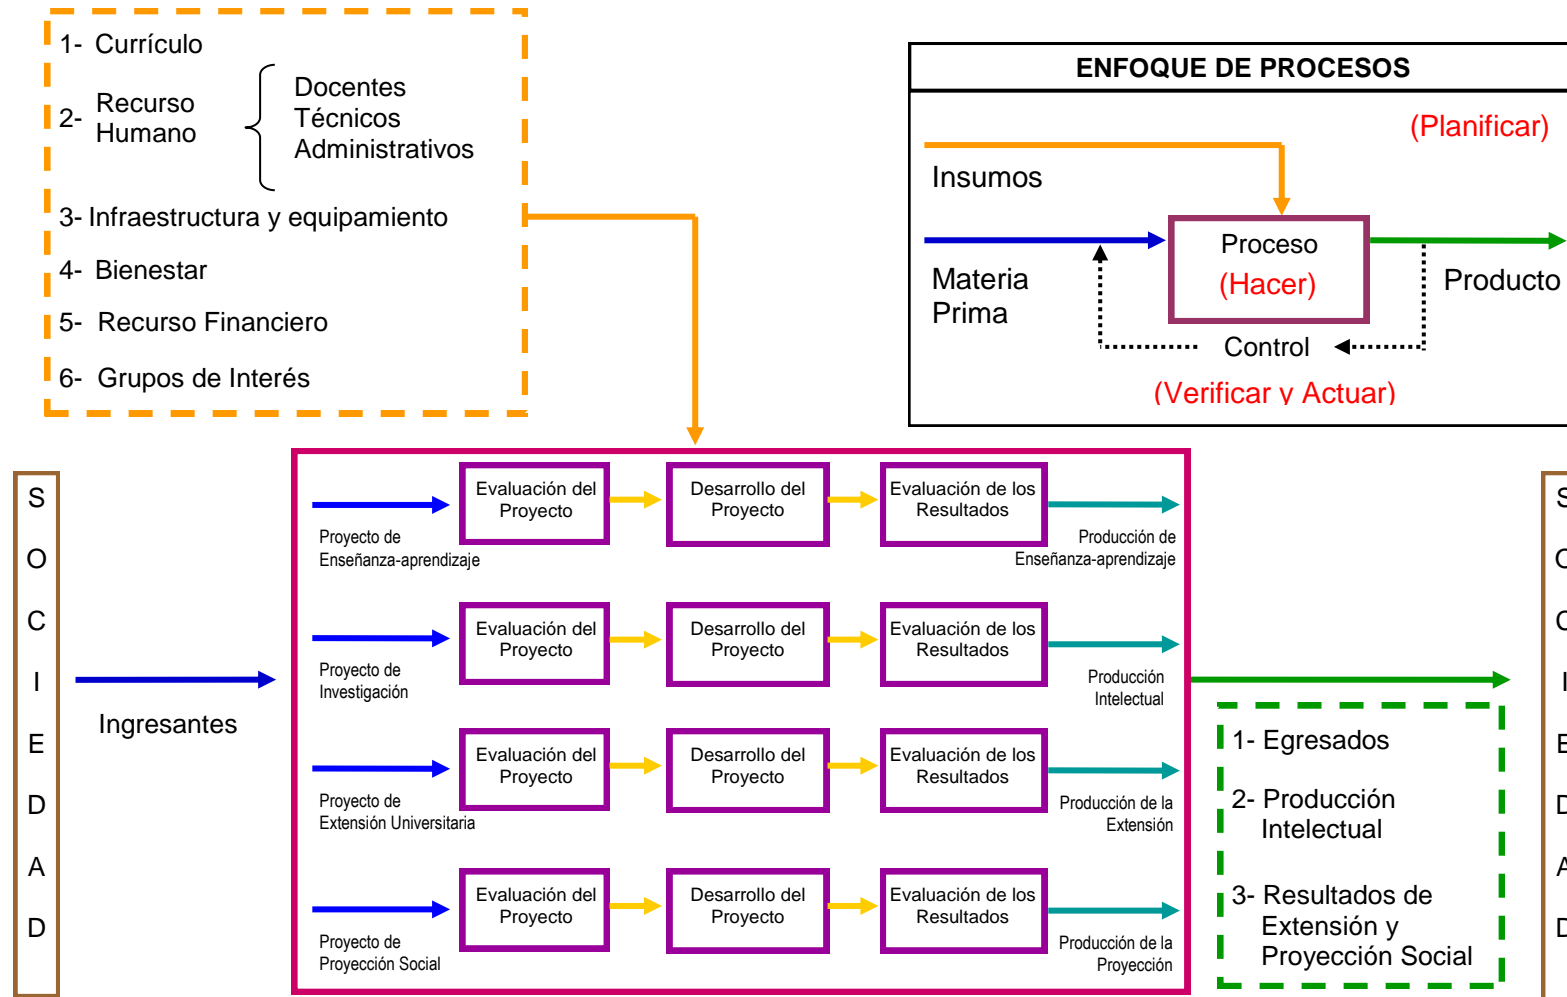 1- Currículo
2- Recurso
Humano
Docentes
Técnicos
Administrativos
3- Infraestructura y equipamiento
4- Bienestar
5- Recurso Financiero
6- Grupos de Interés
ENFOQUE DE PROCESOS
(Planificar)
Insumos
Materia
Prima
Proceso
(Hacer)
Producto
Control
(Verificar y Actuar)
S
O
C
I
E
D
A
D
Ingresantes
Proyecto de
Enseñanza-aprendizaje
Evaluación del
Proyecto
Desarrollo del
Proyecto
Evaluación de los
Resultados
Producción de
Enseñanza-aprendizaje
Proyecto de
Investigación
Evaluación del
Proyecto
Desarrollo del
Proyecto
Evaluación de los
Resultados
Producción
Intelectual
Proyecto de
Extensión Universitaria
Evaluación del
Proyecto
Desarrollo del
Proyecto
Evaluación de los
Resultados
Producción de la
Extensión
Proyecto de
Proyección Social
Evaluación del
Proyecto
Desarrollo del
Proyecto
Evaluación de los
Resultados
Producción de la
Proyección
1- Egresados
2- Producción
Intelectual
3- Resultados de
Extensión y
Proyección Social
S
O
C
I
E
D
A
D